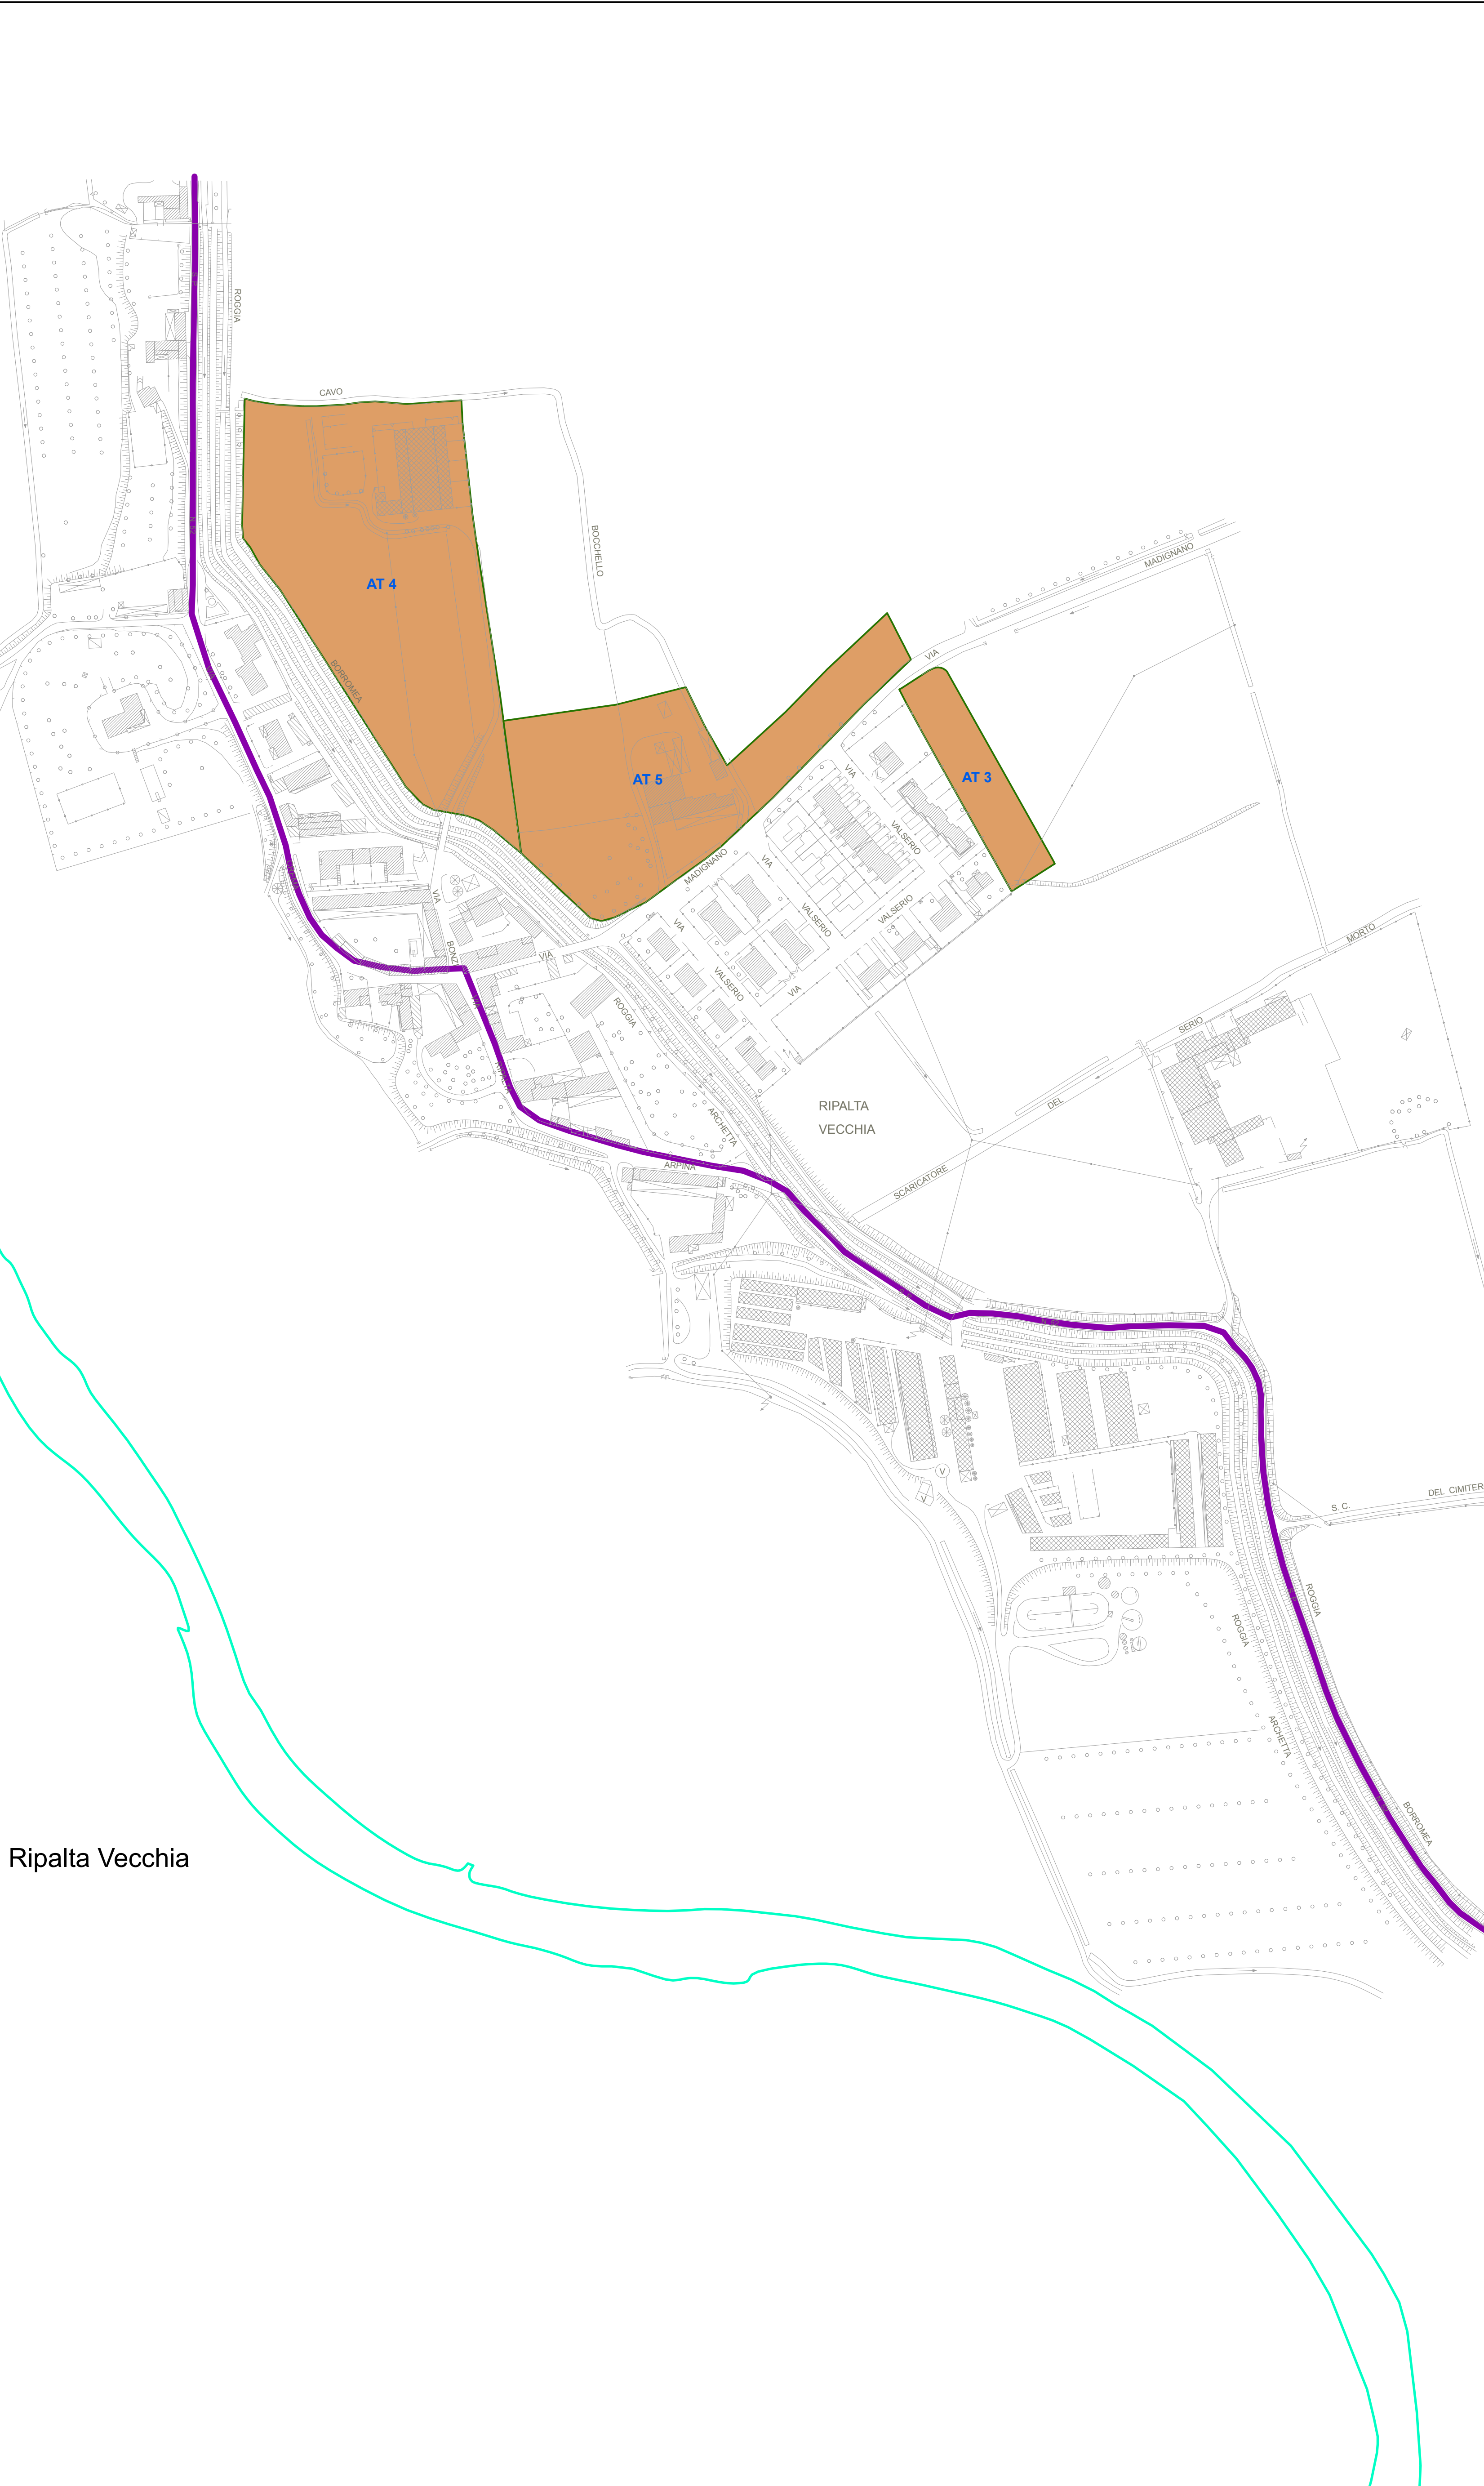 ROGGIA
CAVO
BOCCHELLO
MADIGNANO
AT 4
BORROMEA
VIA
AT 5
AT 3
VIA
VALSERIO
MADIGNANO
VIA
VIA
BONZI
VALSERIO
VALSERIO
VIA
VIA
MORTO
VALSERIO
VIA
ROGGIA
SERIO
RIPALTA
VECCHIA
DEL
ARCHETTA
ARPINA
SCARICATORE
V
V
S. C.
DEL CIMITER
ROGGIA
ROGGIA
ARCHETTA
BORROMEA
Ripalta Vecchia